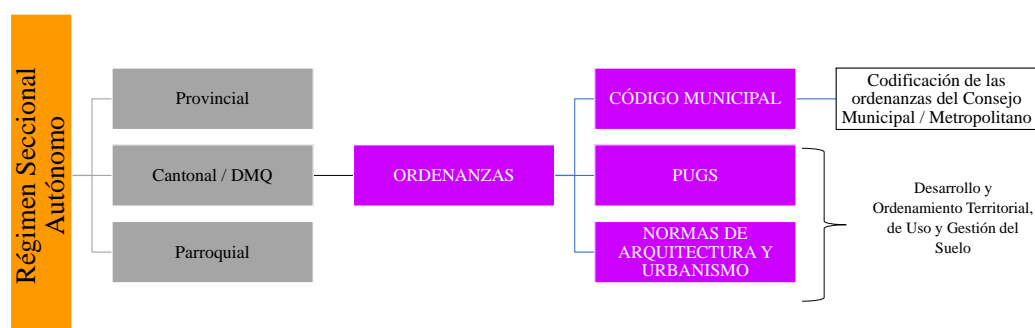 Régimen Seccional
Autónomo
Provincial
Cantonal / DMQ
Parroquial
ORDENANZAS
CÓDIGO MUNICIPAL
PUGS
NORMAS DE
ARQUITECTURA Y
URBANISMO
Codificación de las
ordenanzas del Consejo
Municipal / Metropolitano
Desarrollo y
Ordenamiento Territorial,
de Uso y Gestión del
Suelo